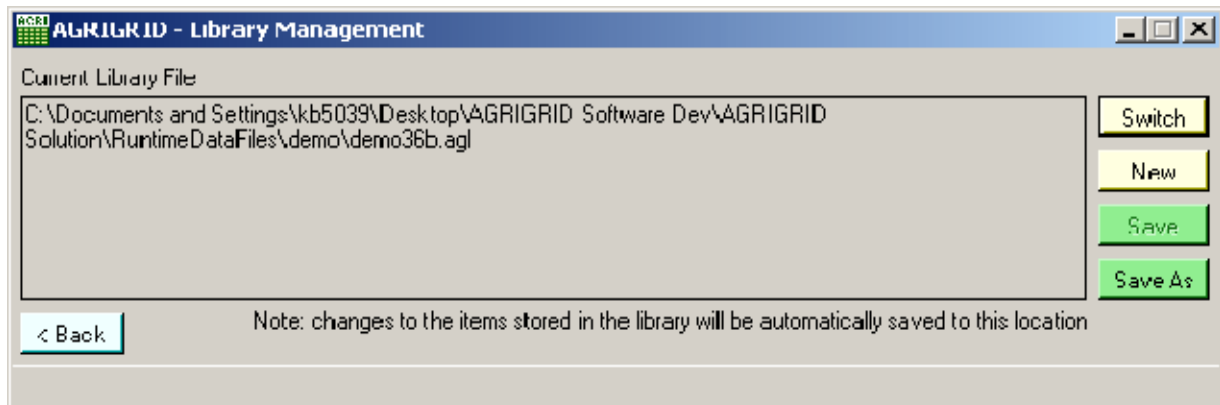 AGRI
AGRIGRID - Library Management
Current Library File
C:\Documents and Settings\kb5039\Desktop\AGRIGRID Software Dev\AGRIGRID
Solution\RuntimeDataFiles\demo\demo36b.agl
Switch
New
Save
Save As
< Back
Note: changes to the items stored in the library will be automatically saved to this location